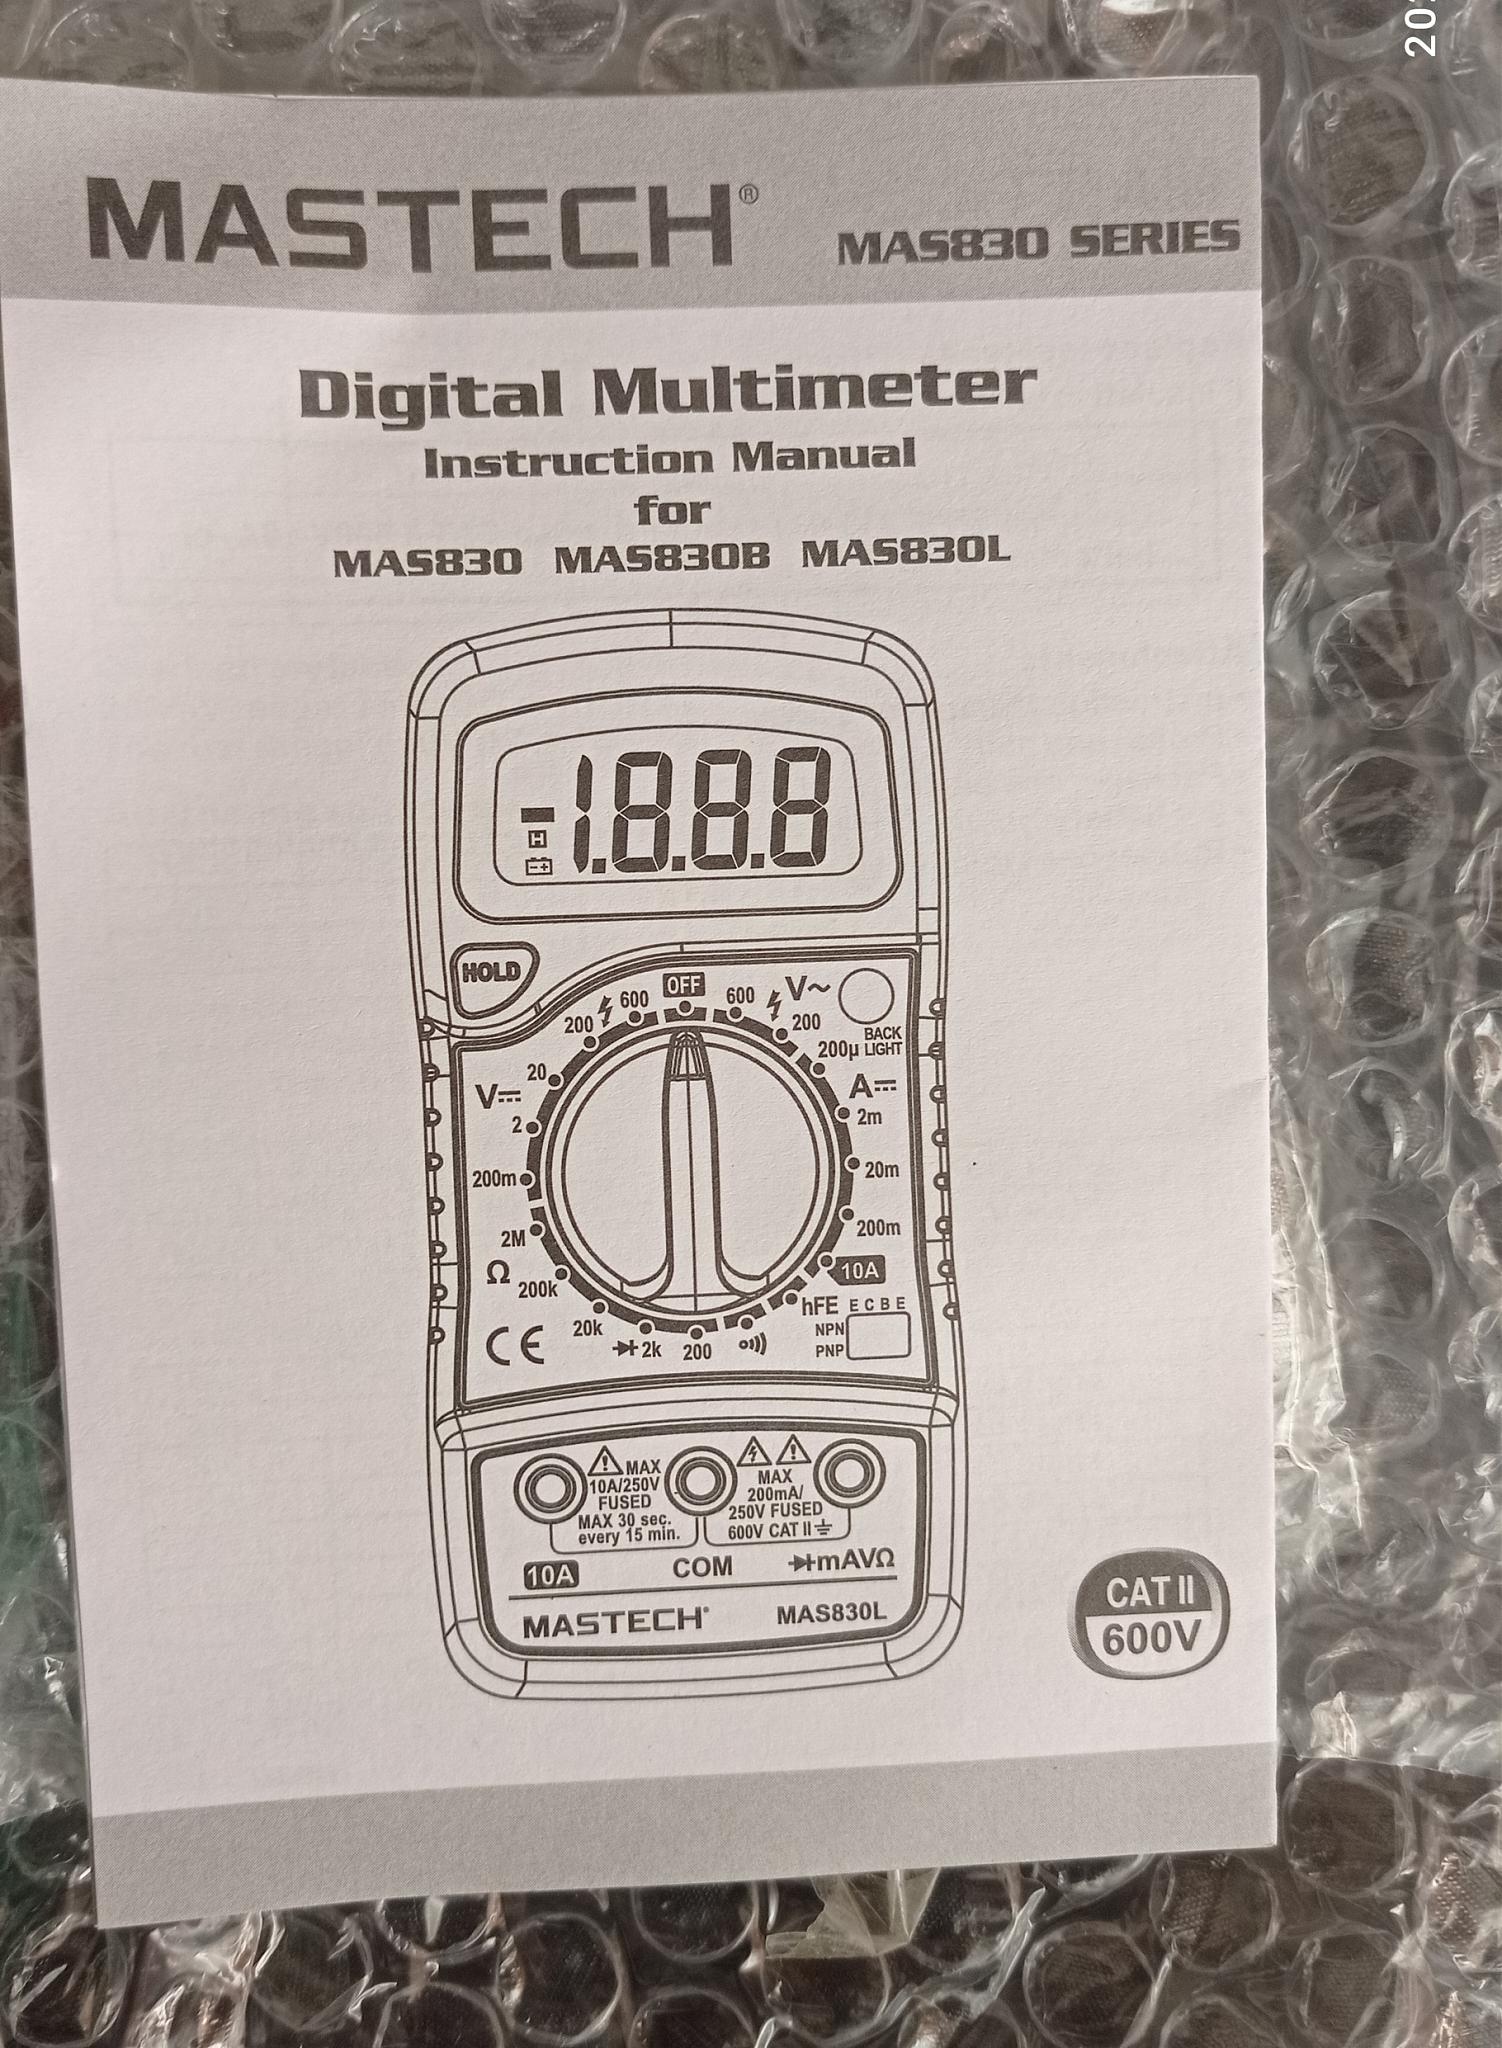 MASTECH® MAS830 SERIES
Digital Multimeter
Instruction Manual
for
MAS830 MAS830B MAS830L
-1.8.8.8
H
HOLD
OFF
600
200
20
V
2
200m
2M
Ω
200k
20k
2k
200
600
V~
200
BACK
LIGHT
200µ
A
2m
20m
200m
10A
hFE E C B E
NPN
PNP
CE
MAX
10A/250V
FUSED
MAX 30 sec.
every 15 min.
MAX
200mA/
250V FUSED
600V CAT II
10A COM mAVΩ
MASTECH® MAS830L
CAT II
600V